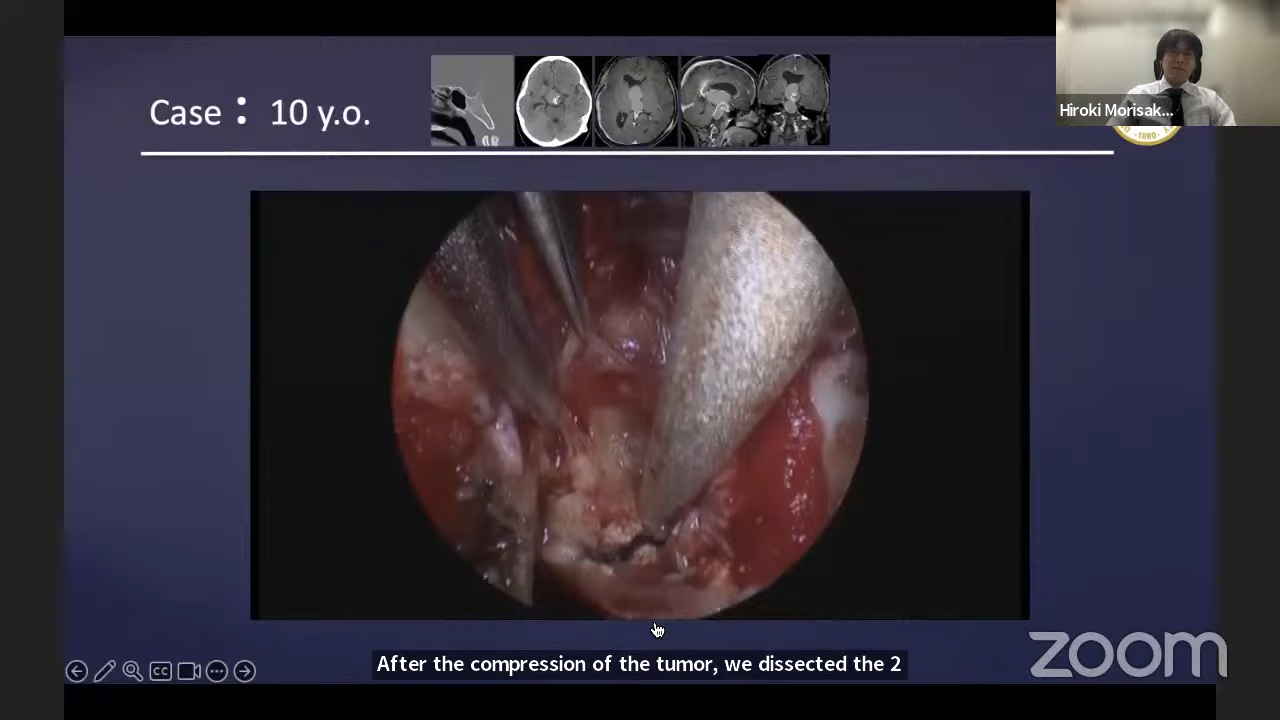 Case： 10 y.o.
Hiroki Morisak...
After the compression of the tumor, we dissected the 2
zoom